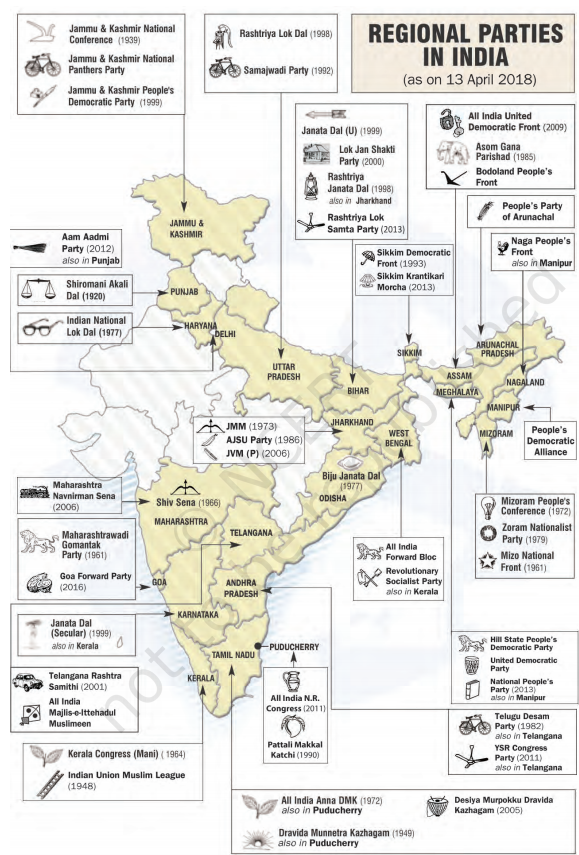 REGIONAL PARTIES
IN INDIA
(as on 13 April 2018)
Jammu & Kashmir National
Conference (1939)
Jammu & Kashmir National
Panthers Party
Jammu & Kashmir People's
Democratic Party (1999)
Rashtriya Lok Dal (1998)
Samajwadi Party (1992)
Janata Dal (U) (1999)
Lok Jan Shakti
Party (2000)
Rashtriya
Janata Dal (1998)
also in Jharkhand
Rashtriya Lok
Samta Party (2013)
All India United
Democratic Front (2009)
Asom Gana
Parishad (1985)
Bodoland People's
Front
People's Party
of Arunachal
Naga People's
Front
also in Manipur
Sikkim Democratic
Front (1993)
Sikkim Krantikari
Morcha (2013)
Aam Aadmi
Party (2012)
also in Punjab
Shiromani Akali
Dal (1920)
Indian National
Lok Dal (1977)
JAMMU &
KASHMIR
PUNJAB
HARYANA
DELHI
UTTAR
PRADESH
BIHAR
SIKKIM
ARUNACHAL
PRADESH
ASSAM
MEGHALAYA
NAGALAND
MANIPUR
MIZORAM
People's
Democratic
Alliance
JHARKHAND
WEST
BENGAL
JMM (1973)
AJSU Party (1986)
JVM (P) (2006)
Biju Janata Dal
(1977)
ODISHA
Maharashtra
Navnirman Sena
(2006)
Shiv Sena (1966)
MAHARASHTRA
TELANGANA
Maharashtrawadi
Gomantak
Party (1961)
Goa Forward Party
(2016)
GOA
ANDHRA
PRADESH
KARNATAKA
Janata Dal
(Secular) (1999)
also in Kerala
TAMIL NADU
PUDUCHERRY
KERALA
Telangana Rashtra
Samithi (2001)
All India
Majlis-e-Ittehadul
Muslimeen
All India N.R.
Congress (2011)
Pattali Makkal
Katchi (1990)
All India
Forward Bloc
Revolutionary
Socialist Party
also in Kerala
Mizoram People's
Conference (1972)
Zoram Nationalist
Party (1979)
Mizo National
Front (1961)
Hill State People's
Democratic Party
United Democratic
Party
National People's
Party (2013)
also in Manipur
Telugu Desam
Party (1982)
also in Telangana
YSR Congress
Party (2011)
also in Telangana
Kerala Congress (Mani) (1964)
Indian Union Muslim League
(1948)
All India Anna DMK (1972)
also in Puducherry
Dravida Munnetra Kazhagam (1949)
also in Puducherry
Desiya Murpokku Dravida
Kazhagam (2005)